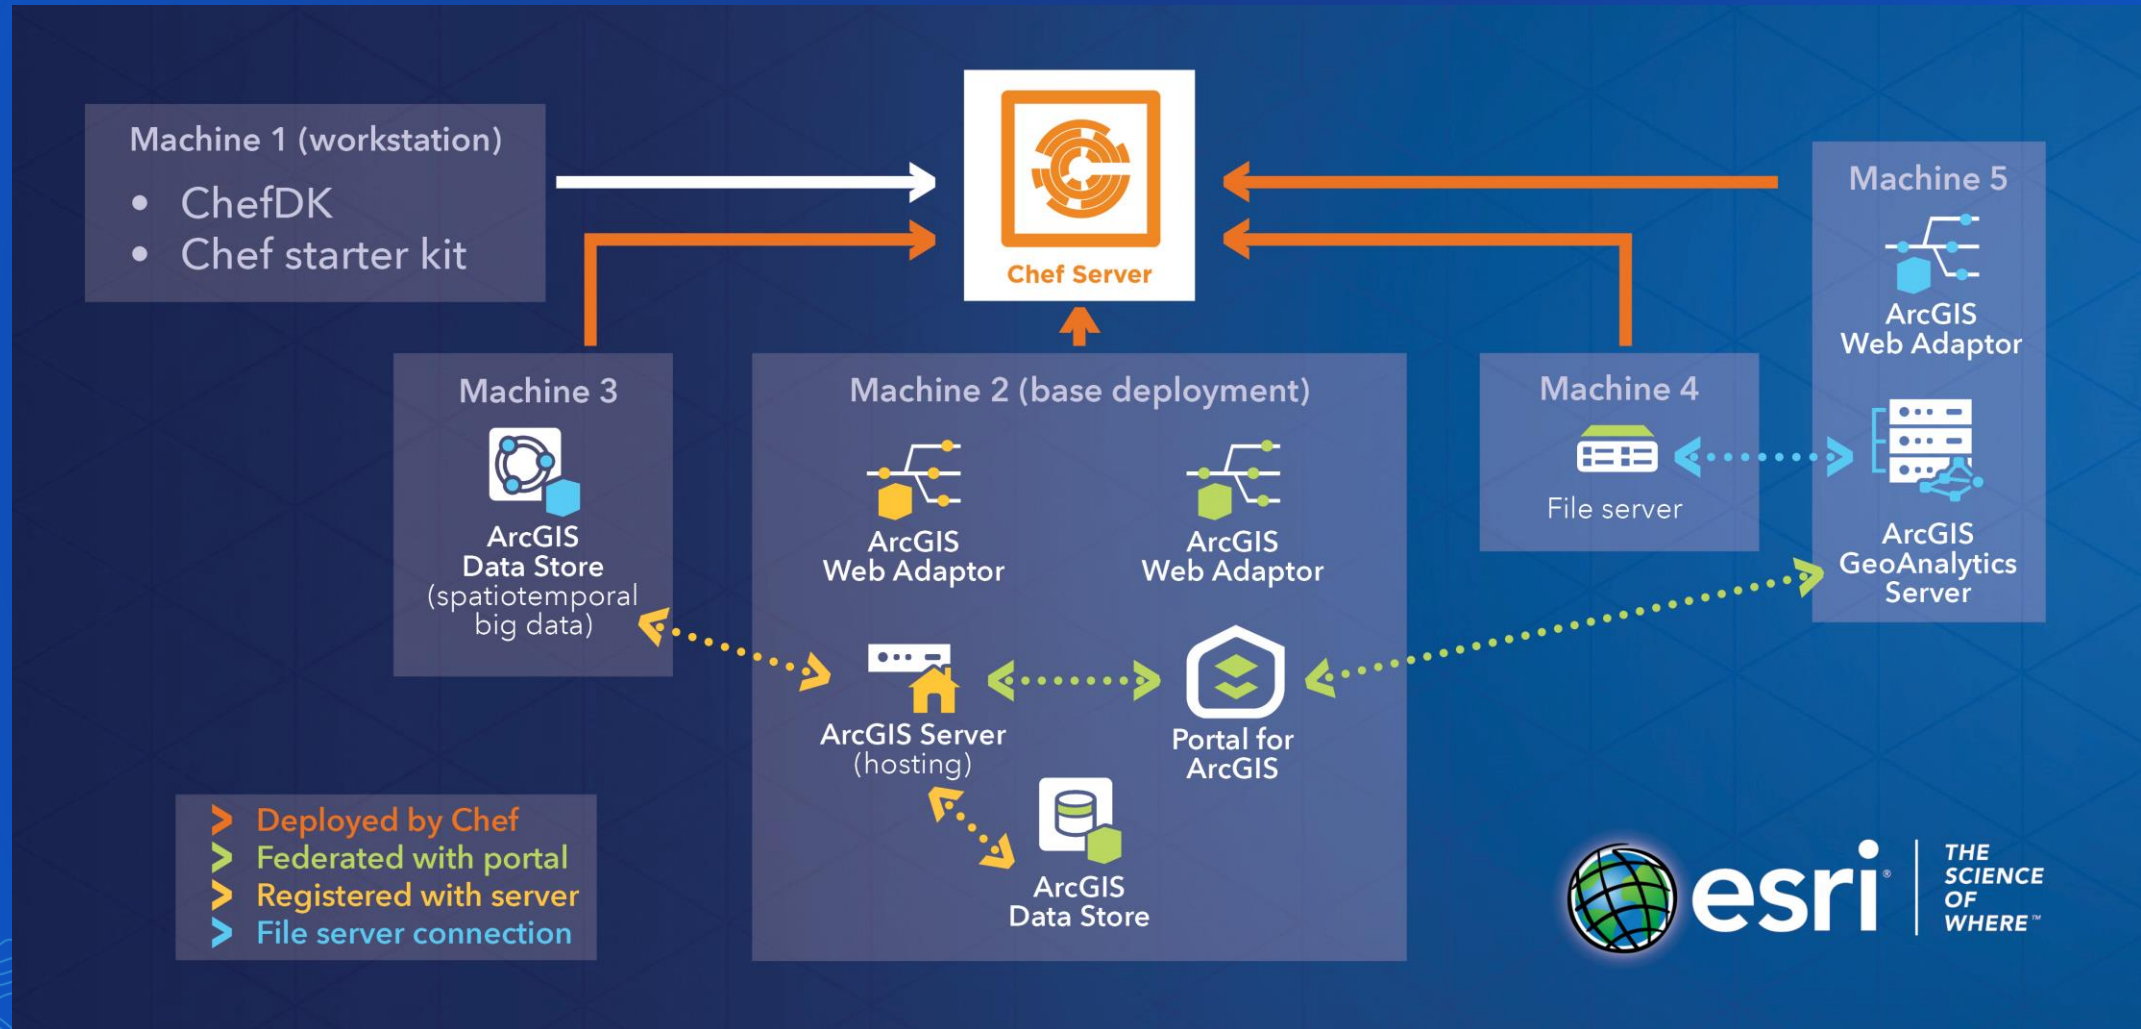 Machine 1 (workstation)
• ChefDK
• Chef starter kit
Chef Server
Machine 5
ArcGIS
Web Adaptor
ArcGIS
GeoAnalytics
Server
Machine 3
ArcGIS
Data Store
(spatiotemporal
big data)
Machine 2 (base deployment)
ArcGIS
Web Adaptor
ArcGIS
Web Adaptor
ArcGIS Server
(hosting)
Portal for
ArcGIS
ArcGIS
Data Store
Machine 4
File server
Deployed by Chef
Federated with portal
Registered with server
File server connection
esri®
THE
SCIENCE
OF
WHERE™